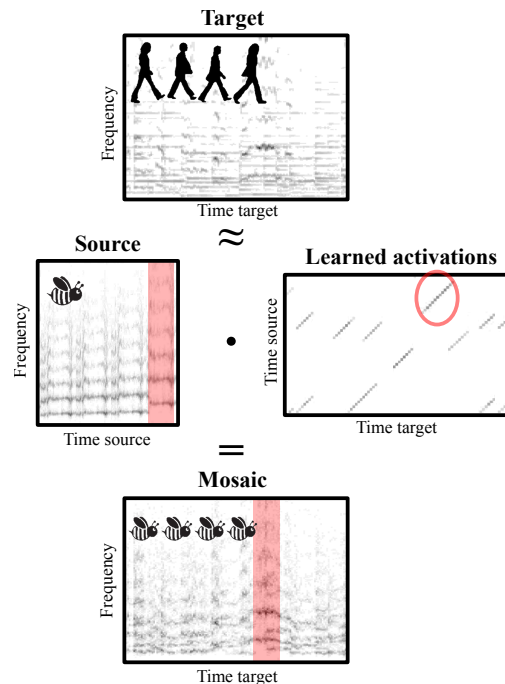 Target
Frequency
Time target
≈
Source
Frequency
Time source
·
Learned activations
Time source
Time target
=
Mosaic
Frequency
Time target